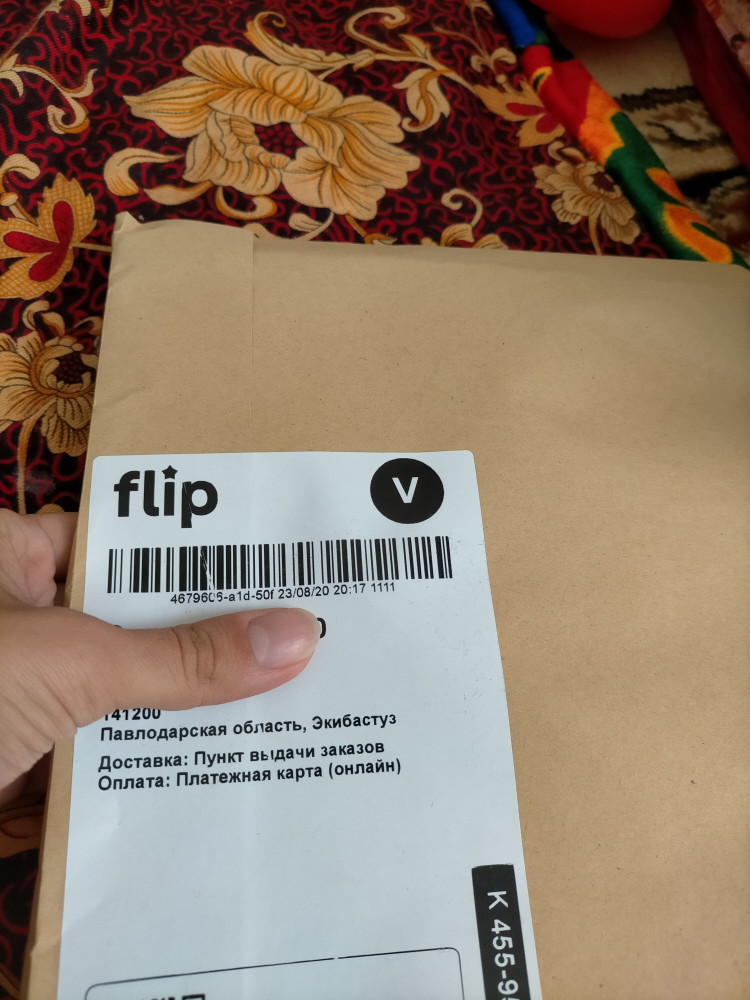 flip
V
4679606-a1d-50f 23/08/20 20:17 1111
141200
Павлодарская область, Экибастуз
Доставка: Пункт выдачи заказов
Оплата: Платежная карта (онлайн)
K 455-95